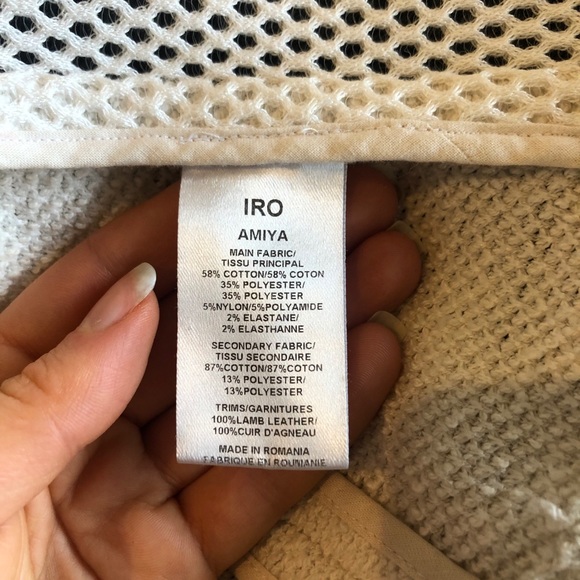 IRO
AMIYA
MAIN FABRIC/
TISSU PRINCIPAL
58% COTTON/58% COTON
35% POLYESTER/
35% POLYESTER
5%NYLON/5%POLYAMIDE
2% ELASTANE/
2% ELASTHANNE
SECONDARY FABRIC/
TISSU SECONDAIRE
87%COTTON/87%COTON
13% POLYESTER/
13% POLYESTER
TRIMS/GARNITURES
100%LAMB LEATHER/
100%CUIR D'AGNEAU
MADE IN ROMANIA
FABRIQUE EN ROUMANIE